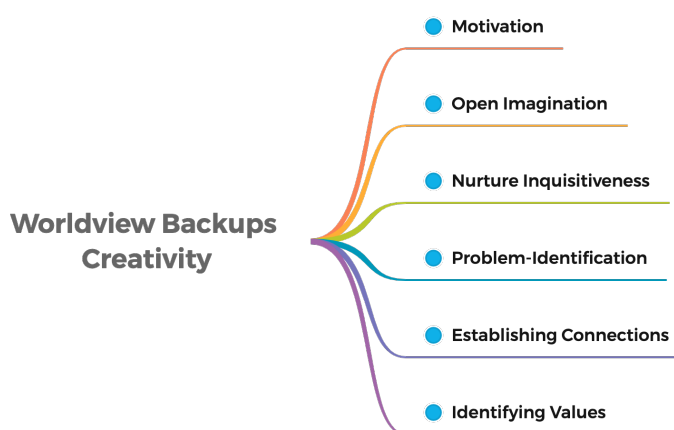 Motivation
Open Imagination
Nurture Inquisitiveness
Worldview Backups
Creativity
Problem-Identification
Establishing Connections
Identifying Values